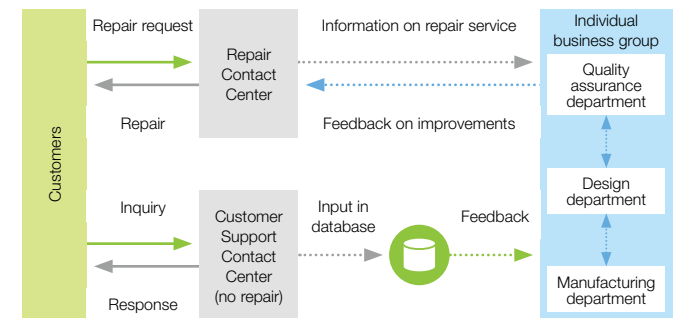 Customers
Repair request
Repair
Repair
Contact
Center
Information on repair service
Feedback on improvements
Individual
business group
Quality
assurance
department
Design
department
Manufacturing
department
Inquiry
Response
Customer
Support
Contact
Center
(no repair)
Input in
database
Feedback